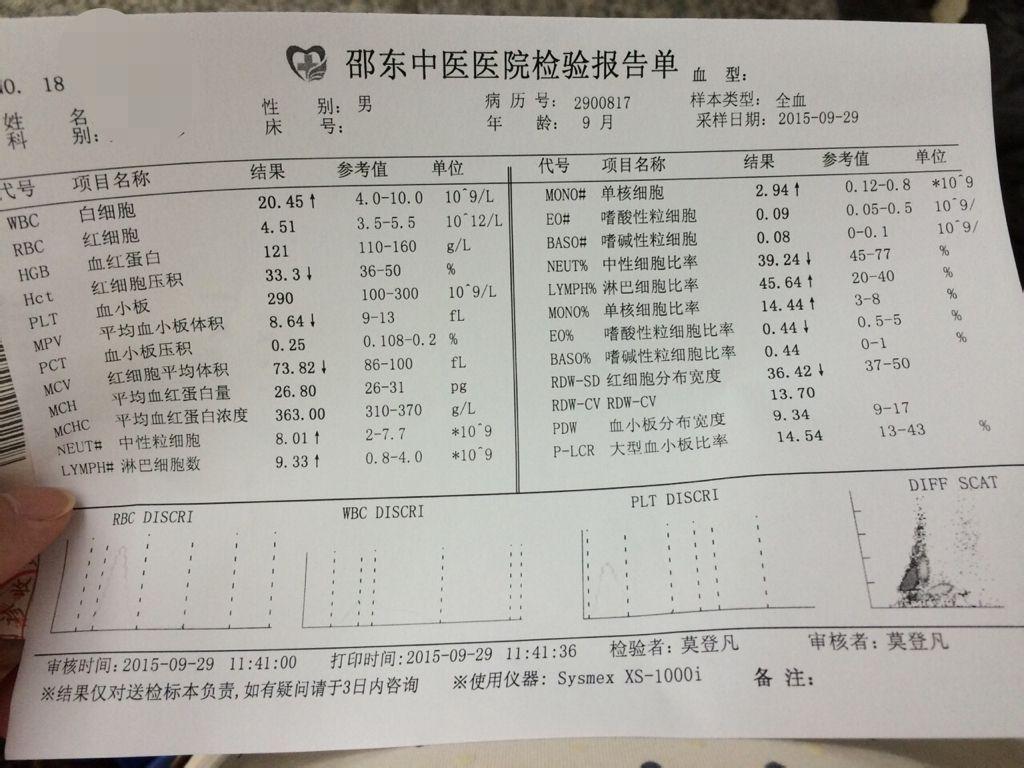 邵东中医医院检验报告单 血 型:
NO. 18
姓 名 性 别: 男 病 历 号: 2900817 样本类型: 全血
科 别: 床 号: 年 龄: 9 月 采样日期: 2015-09-29
代号 项目名称 结果 参考值 单位
WBC 白细胞 20.45↑ 4.0-10.0 10^9/L
RBC 红细胞 4.51 3.5-5.5 10^12/L
HGB 血红蛋白 121 110-160 g/L
Hct 红细胞压积 33.3↓ 36-50 %
PLT 血小板 290 100-300 10^9/L
MPV 平均血小板体积 8.64↓ 9-13 fL
PCT 血小板压积 0.25 0.108-0.2 %
MCV 红细胞平均体积 73.82↓ 86-100 fL
MCH 平均血红蛋白量 26.80 26-31 pg
MCHC 平均血红蛋白浓度 363.00 310-370 g/L
NEUT# 中性粒细胞 8.01↑ 2-7.7 *10^9
LYMPH# 淋巴细胞数 9.33↑ 0.8-4.0 *10^9
代号 项目名称 结果 参考值 单位
MONO# 单核细胞 2.94↑ 0.12-0.8 *10^9
EO# 嗜酸性粒细胞 0.09 0.05-0.5 10^9/
BASO# 嗜碱性粒细胞 0.08 0-0.1 10^9/
NEUT% 中性细胞比率 39.24↓ 45-77 %
LYMPH% 淋巴细胞比率 45.64↑ 20-40 %
MONO% 单核细胞比率 14.44↑ 3-8 %
EO% 嗜酸性粒细胞比率 0.44↓ 0.5-5 %
BASO% 嗜碱性粒细胞比率 0.44 0-1 %
RDW-SD 红细胞分布宽度 36.42↓ 37-50
RDW-CV RDW-CV 13.70
PDW 血小板分布宽度 9.34 9-17
P-LCR 大型血小板比率 14.54 13-43 %
RBC DISCRI WBC DISCRI PLT DISCRI DIFF SCAT
审核时间:2015-09-29 11:41:00 打印时间:2015-09-29 11:41:36 检验者: 莫登凡 审核者: 莫登凡
※结果仅对送检标本负责,如有疑问请于3日内咨询 ※使用仪器: Sysmex XS-1000i 备 注: